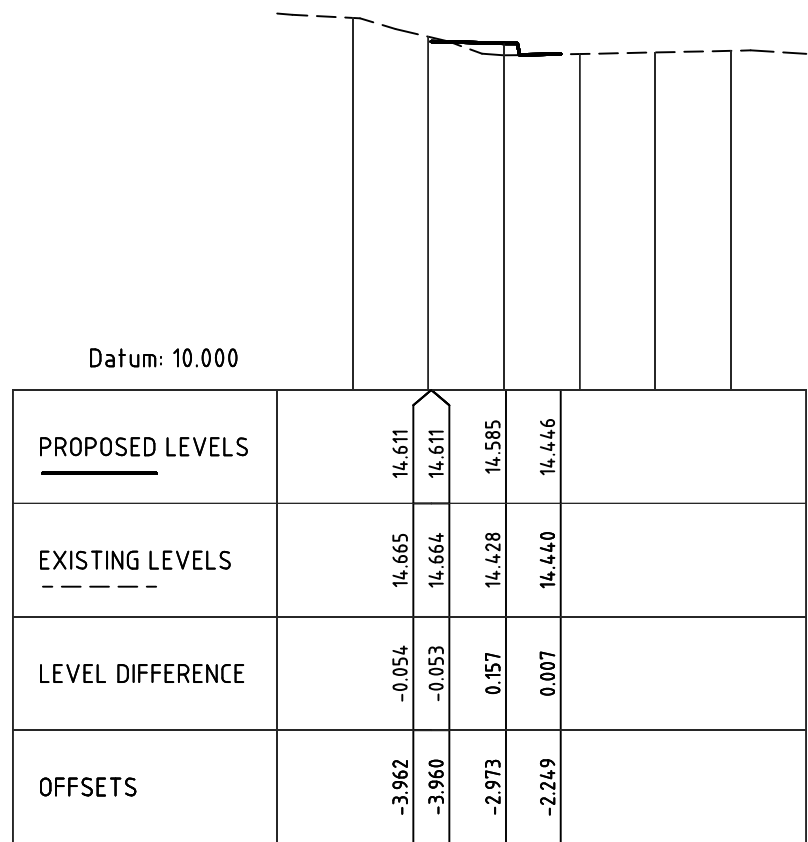 Datum: 10.000
PROPOSED LEVELS 14.611 14.611 14.585 14.446
EXISTING LEVELS 14.665 14.664 14.428 14.440
LEVEL DIFFERENCE -0.054 -0.053 0.157 0.007
OFFSETS -3.962 -3.960 -2.973 -2.249